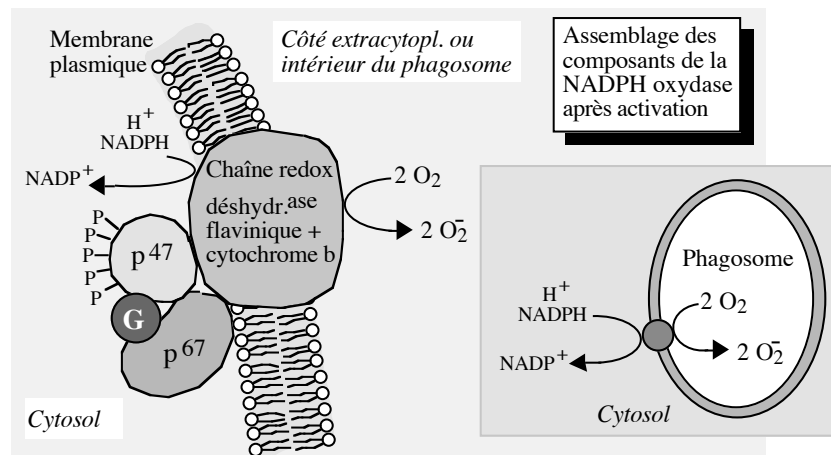 Membrane
plasmique
Côté extracytopl. ou
intérieur du phagosome
Assemblage des
composants de la
NADPH oxydase
après activation
H+
NADPH
NADP+
Chaîne redox
déshydr.ase
flavinique +
cytochrome b
2 O2
2 O2-
P
P
P
P
P
p47
G
p67
Cytosol
Phagosome
H+
NADPH
NADP+
2 O2
2 O2-
Cytosol